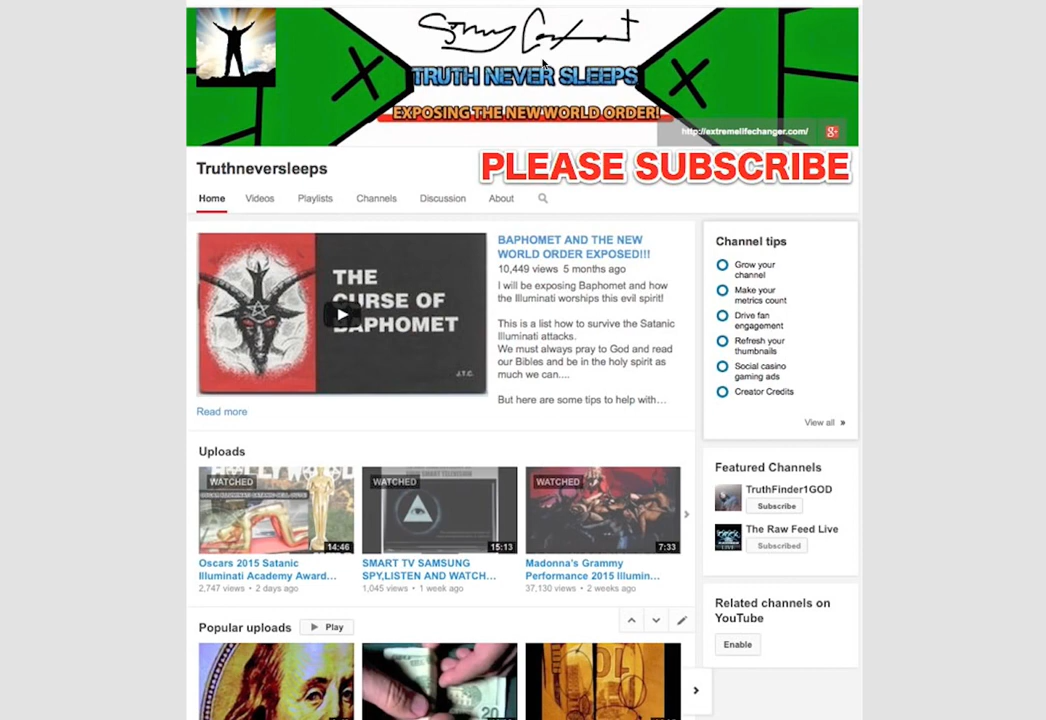 TRUTH NEVER SLEEPS
EXPOSING THE NEW WORLD ORDER!
http://extremelifechanger.com/
g+
PLEASE SUBSCRIBE
Truthneversleeps
Home Videos Playlists Channels Discussion About
THE
CURSE OF
BAPHOMET
J.T.C.
BAPHOMET AND THE NEW
WORLD ORDER EXPOSED!!!
10,449 views 5 months ago
I will be exposing Baphomet and how
the Illuminati worships this evil spirit!
This is a list how to survive the Satanic
Illuminati attacks.
We must always pray to God and read
our Bibles and be in the holy spirit as
much we can....
But here are some tips to help with...
Read more
Channel tips
Grow your
channel
Make your
metrics count
Drive fan
engagement
Refresh your
thumbnails
Social casino
gaming ads
Creator Credits
View all »
Uploads
WATCHED
14:46
Oscars 2015 Satanic
Illuminati Academy Award...
2,747 views • 2 days ago
WATCHED
15:13
SMART TV SAMSUNG
SPY,LISTEN AND WATCH...
1,045 views • 1 week ago
WATCHED
7:33
Madonna's Grammy
Performance 2015 Illumin...
37,130 views • 2 weeks ago
Featured Channels
TruthFinder1GOD
Subscribe
The Raw Feed Live
Subscribed
Related channels on
YouTube
Enable
Popular uploads
Play
20